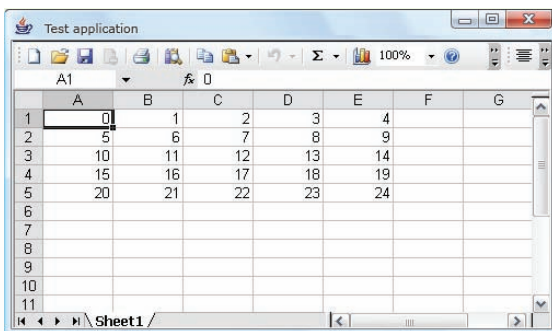 Test application
Σ 100%
A1 fx 0
A B C D E F G
1 0 1 2 3 4
2 5 6 7 8 9
3 10 11 12 13 14
4 15 16 17 18 19
5 20 21 22 23 24
6
7
8
9
10
11
Sheet1